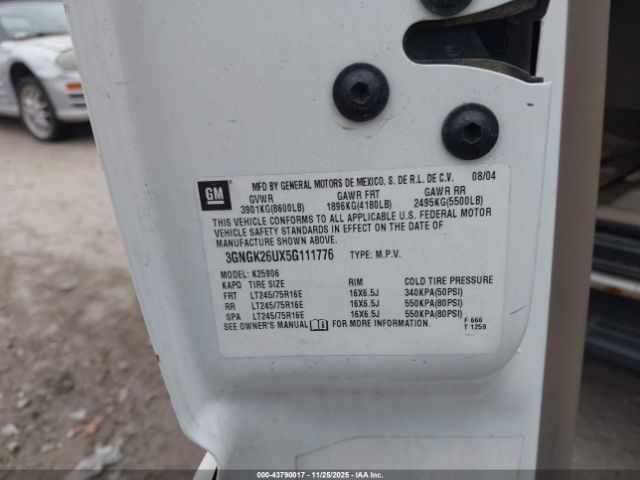 GM
MFD BY GENERAL MOTORS DE MEXICO, S. DE R.L. DE C.V. 08/04
GVWR GAWR FRT GAWR RR
3901KG(8600LB) 1896KG(4180LB) 2495KG(5500LB)
THIS VEHICLE CONFORMS TO ALL APPLICABLE U.S. FEDERAL MOTOR
VEHICLE SAFETY STANDARDS IN EFFECT ON THE DATE OF
MANUFACTURE SHOWN ABOVE.
3GNGK26UX5G111776 TYPE: M.P.V.
MODEL: K25906
KAPQ TIRE SIZE RIM COLD TIRE PRESSURE
FRT LT245/75R16E 16X6.5J 340KPA(50PSI)
RR LT245/75R16E 16X6.5J 550KPA(80PSI)
SPA LT245/75R16E 16X6.5J 550KPA(80PSI)
SEE OWNER'S MANUAL FOR MORE INFORMATION.
F 666
T 1259
000-43790017 - 11/25/2025 - IAAI, Inc. Copyright